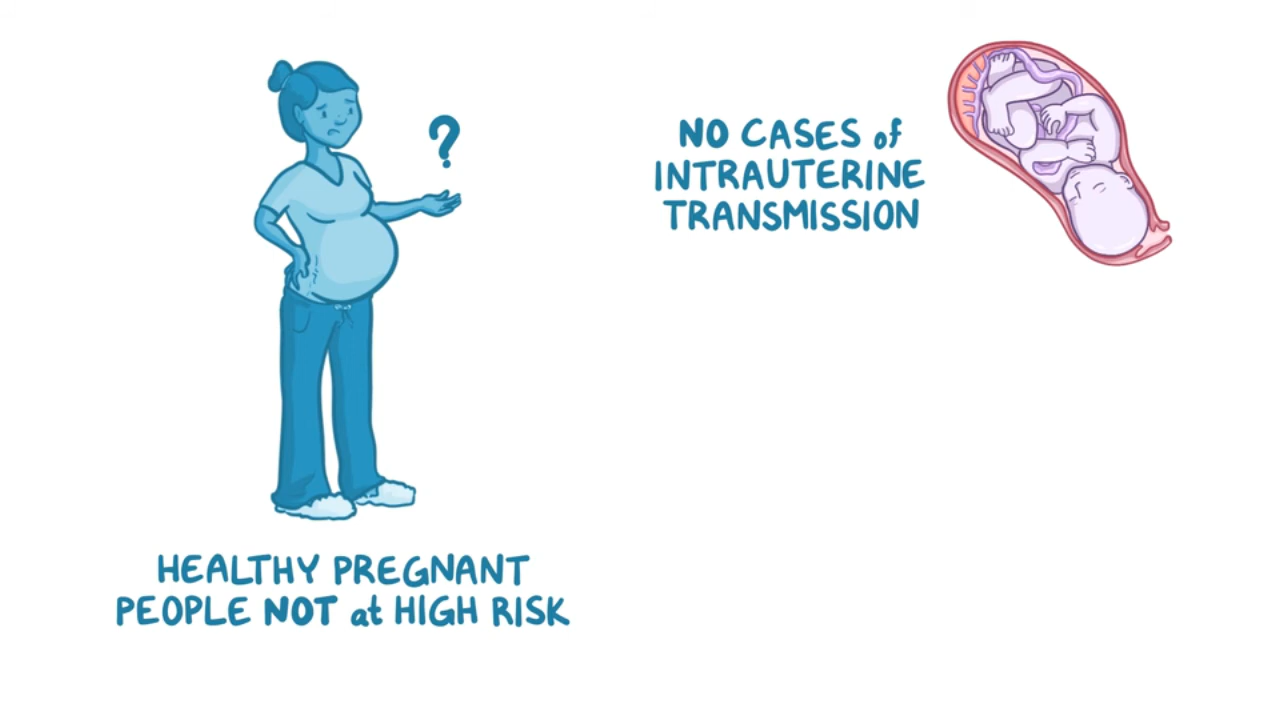 ?
NO CASES of
INTRAUTERINE
TRANSMISSION
HEALTHY PREGNANT
PEOPLE NOT at HIGH RISK